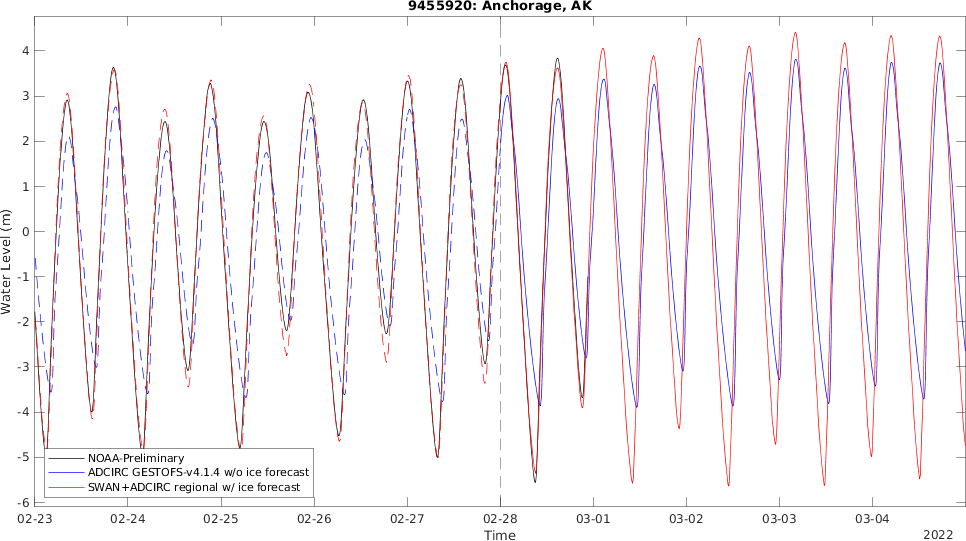 9455920: Anchorage, AK
4
3
2
1
0
-1
-2
-3
-4
-5
-6
Water Level (m)
NOAA-Preliminary
ADCIRC GESTOFS-v4.1.4 w/o ice forecast
SWAN+ADCIRC regional w/ ice forecast
02-23 02-24 02-25 02-26 02-27 02-28 03-01 03-02 03-03 03-04
Time
2022